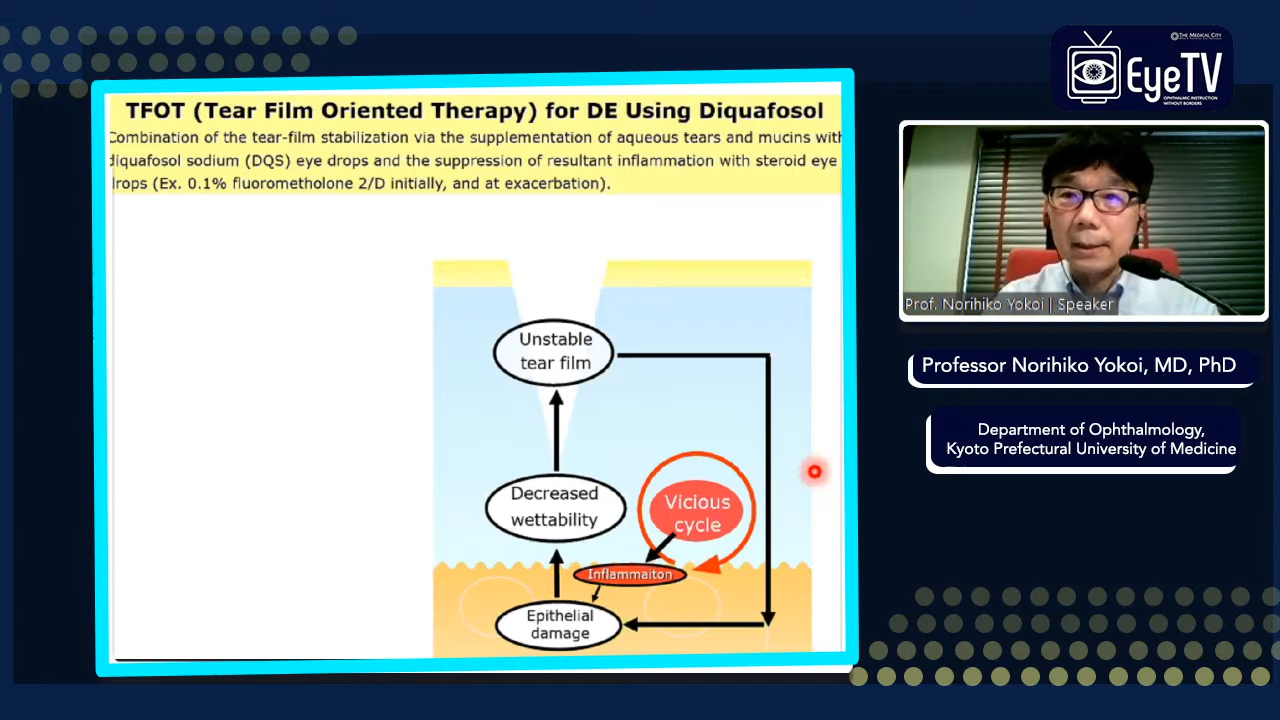 TFOT (Tear Film Oriented Therapy) for DE Using Diquafosol
Combination of the tear-film stabilization via the supplementation of aqueous tears and mucins with
diquafosol sodium (DQS) eye drops and the suppression of resultant inflammation with steroid eye
drops (Ex. 0.1% fluorometholone 2/D initially, and at exacerbation).
Unstable
tear film
Decreased
wettability
Vicious
cycle
Inflammaiton
Epithelial
damage
THE MEDICAL CITY
EyeTV
OPHTHALMIC INSTRUCTION
WITHOUT BORDERS
Prof. Norihiko Yokoi | Speaker
Professor Norihiko Yokoi, MD, PhD
Department of Ophthalmology,
Kyoto Prefectural University of Medicine